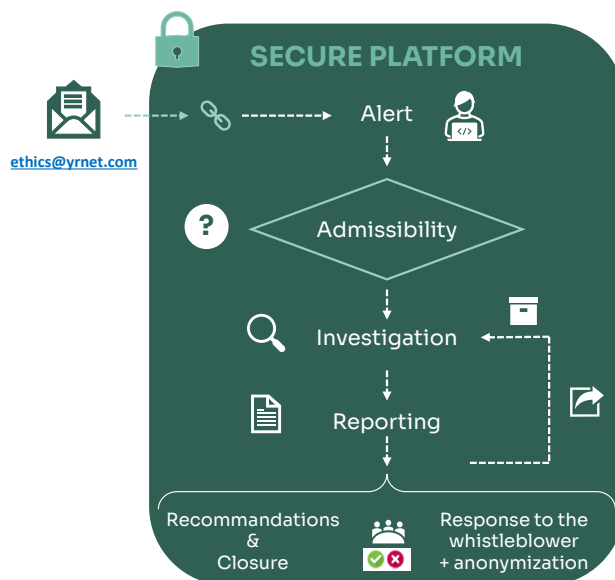 SECURE PLATFORM
ethics@yrnet.com
Alert
</>
?
Admissibility
Investigation
Reporting
Recommandations
&
Closure
Response to the
whistleblower
+ anonymization